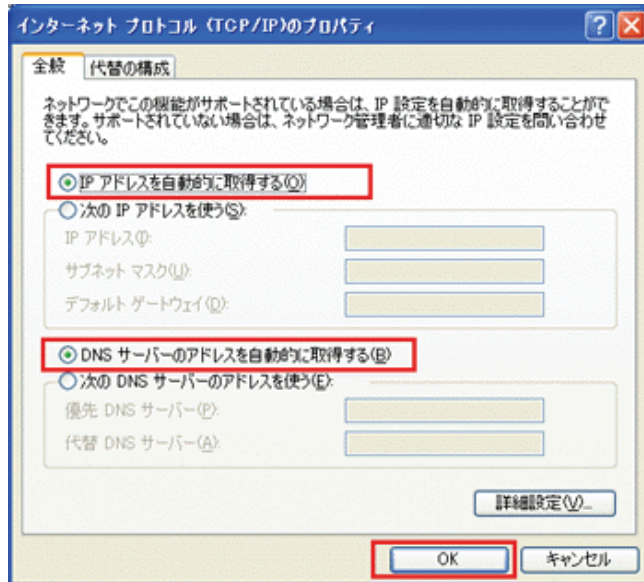 インターネット プロトコル (TCP/IP)のプロパティ
全般 代替の構成
ネットワークでこの機能がサポートされている場合は、IP 設定を自動的に取得することがで
きます。サポートされていない場合は、ネットワーク管理者に適切な IP 設定を問い合わせ
てください。
IP アドレスを自動的に取得する(O)
次の IP アドレスを使う(S):
IP アドレス(I):
サブネット マスク(U):
デフォルト ゲートウェイ(D):
DNS サーバーのアドレスを自動的に取得する(B)
次の DNS サーバーのアドレスを使う(E):
優先 DNS サーバー(P):
代替 DNS サーバー(A):
詳細設定(V)...
OK キャンセル